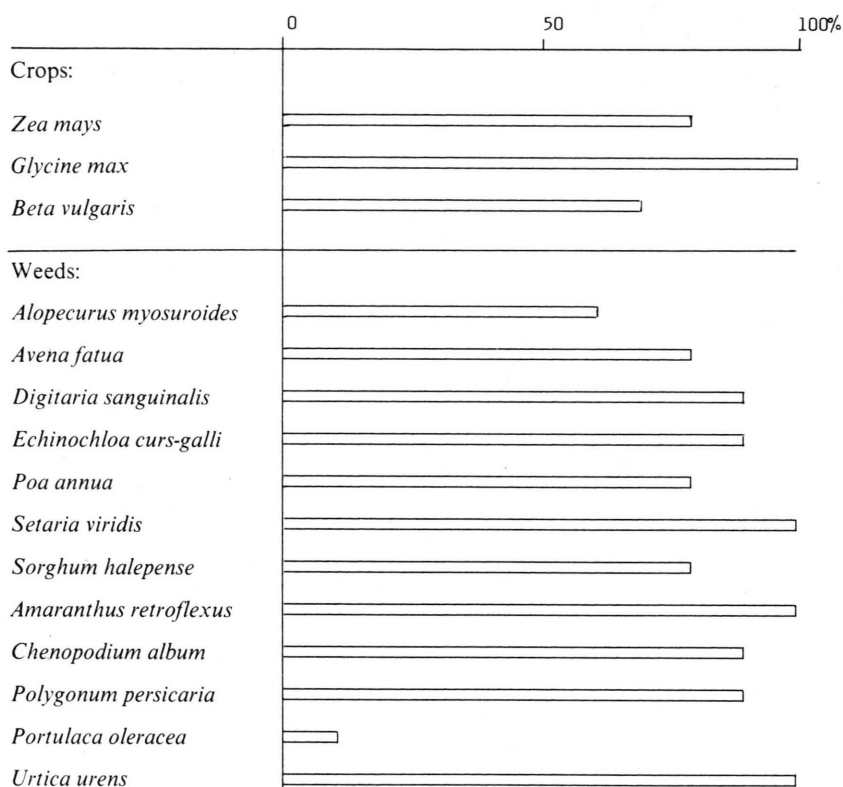 0 50 100%
Crops:
Zea mays
Glycine max
Beta vulgaris
Weeds:
Alopecurus myosuroides
Avena fatua
Digitaria sanguinalis
Echinochloa curs-galli
Poa annua
Setaria viridis
Sorghum halepense
Amaranthus retroflexus
Chenopodium album
Polygonum persicaria
Portulaca oleracea
Urtica urens